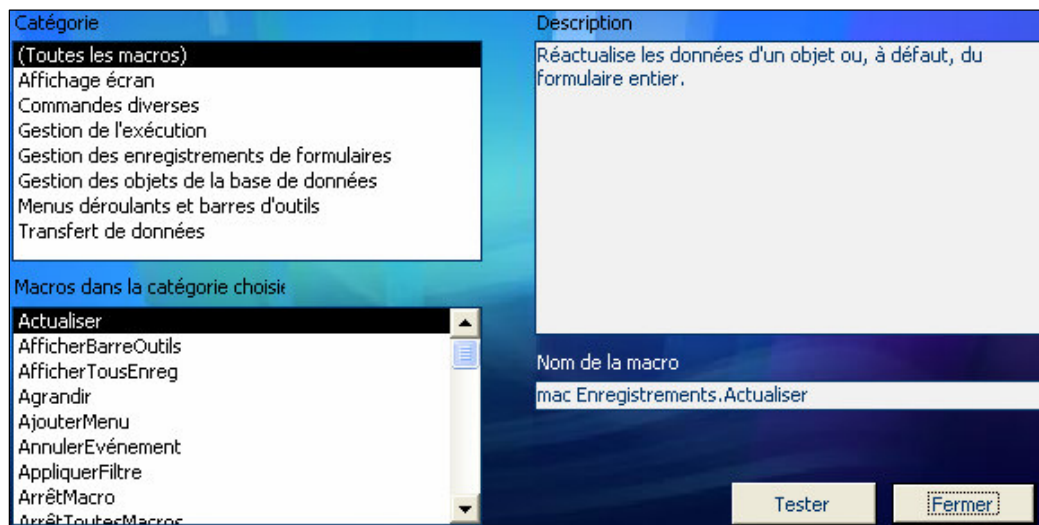 Catégorie
(Toutes les macros)
Affichage écran
Commandes diverses
Gestion de l'exécution
Gestion des enregistrements de formulaires
Gestion des objets de la base de données
Menus déroulants et barres d'outils
Transfert de données
Macros dans la catégorie choisie
Actualiser
AfficherBarreOutils
AfficherTousEnreg
Agrandir
AjouterMenu
AnnulerEvénement
AppliquerFiltre
ArrêtMacro
ArrêtToutesMacros
Description
Réactualise les données d'un objet ou, à défaut, du
formulaire entier.
Nom de la macro
mac Enregistrements.Actualiser
Tester
Fermer